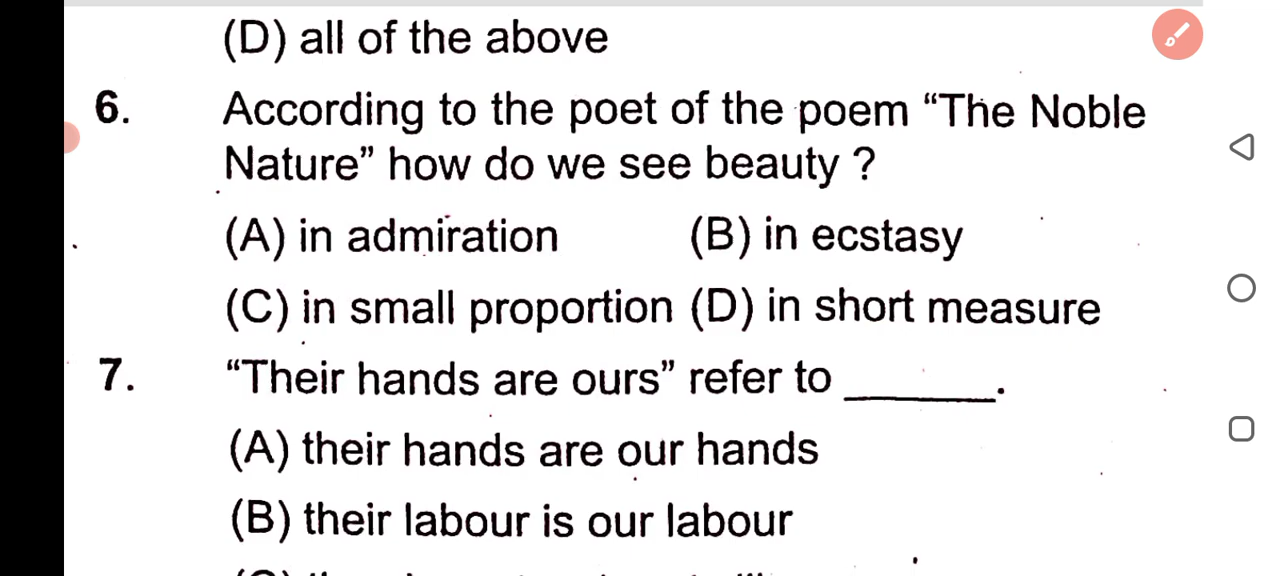 (D) all of the above
6. According to the poet of the poem “The Noble
Nature” how do we see beauty ?
(A) in admiration (B) in ecstasy
(C) in small proportion (D) in short measure
7. “Their hands are ours” refer to ______.
(A) their hands are our hands
(B) their labour is our labour